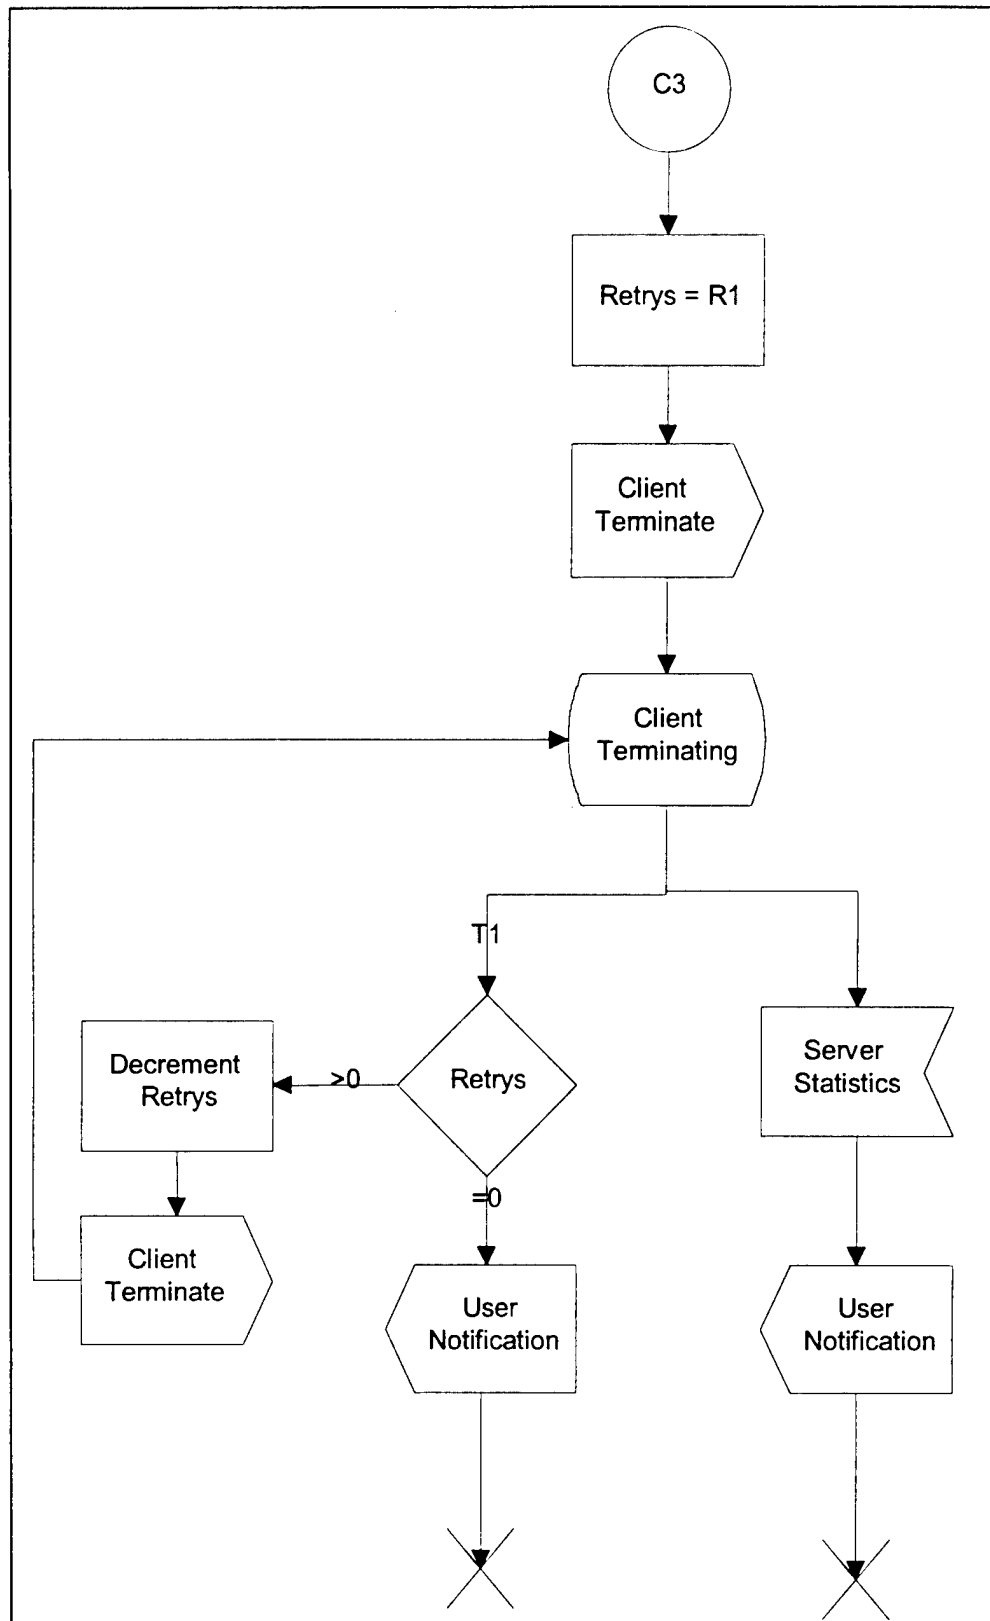 C3
Retrys = R1
Client
Terminate
Client
Terminating
T1
Retrys
>0
=0
Decrement
Retrys
Client
Terminate
User
Notification
Server
Statistics
User
Notification